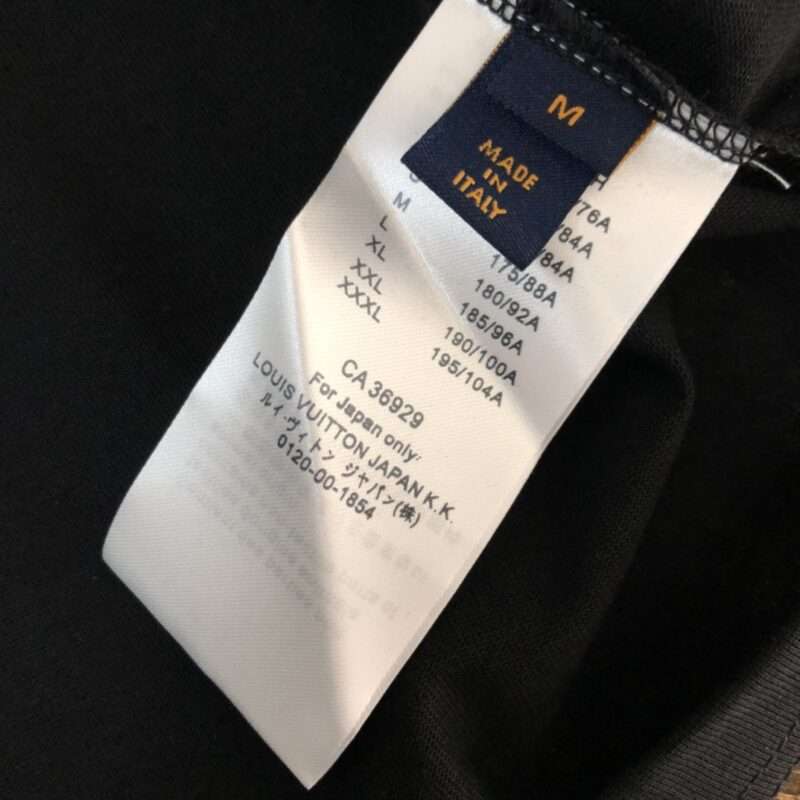 M
MADE
IN
ITALY
H
/76A
/84A
M /84A
L 175/88A
XL 180/92A
XXL 185/96A
XXXL 190/100A
195/104A
CA 36929
For Japan only:
LOUIS VUITTON JAPAN K.K.
ルイ・ヴィトン ジャパン(株)
0120-00-1854